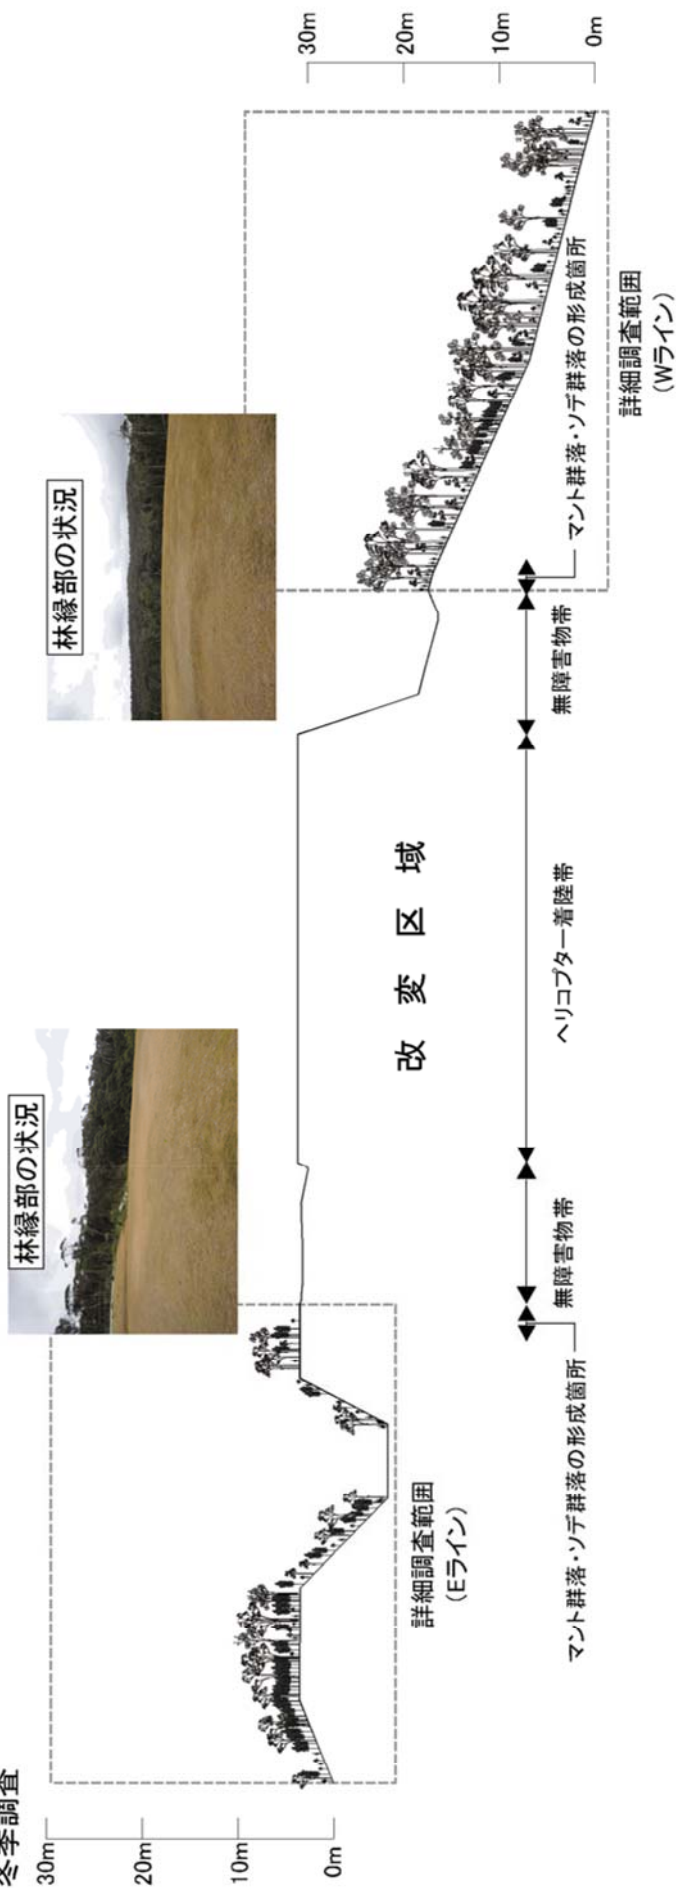 冬季調査
30m
20m
10m
0m
林縁部の状況
詳細調査範囲
(Eライン)
マント群落・ソデ群落の形成箇所
無障害物帯
改変区域
ヘリコプター着陸帯
林縁部の状況
無障害物帯
マント群落・ソデ群落の形成箇所
詳細調査範囲
(Wライン)
30m
20m
10m
0m